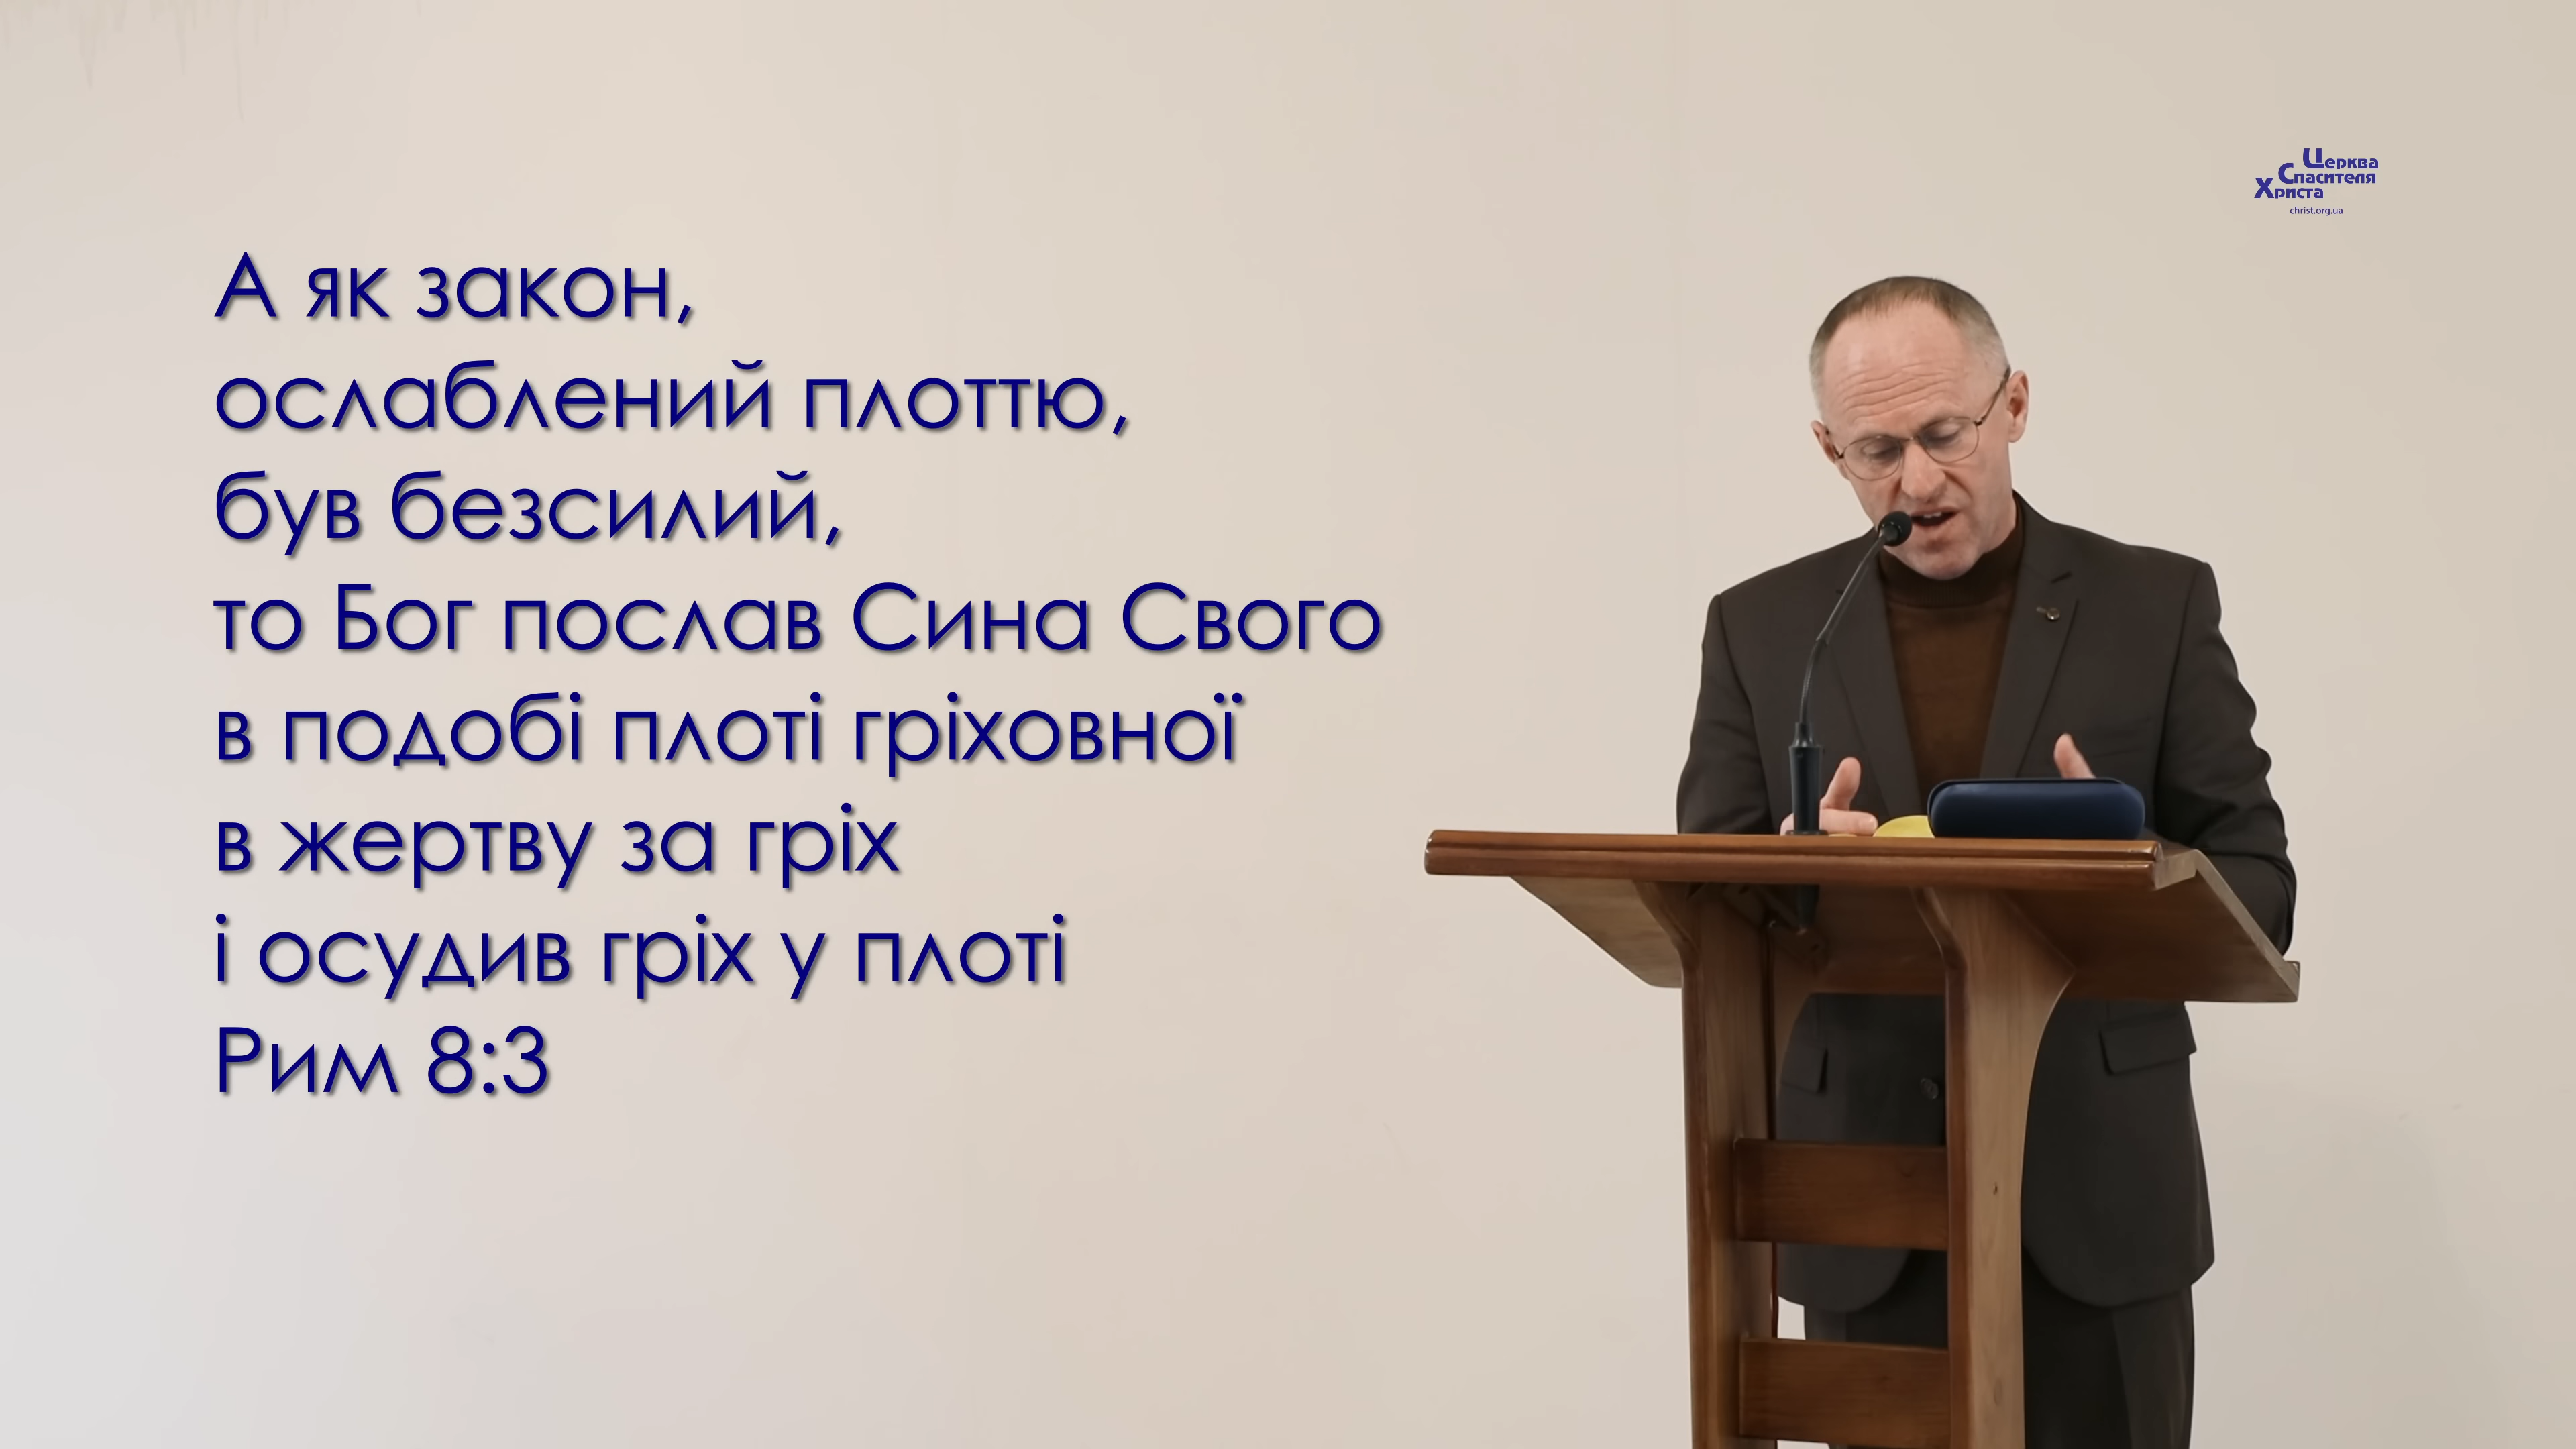 А як закон,
ослаблений плоттю,
був безсилий,
то Бог послав Сина Свого
в подобі плоті гріховної
в жертву за гріх
і осудив гріх у плоті
Рим 8:3
Церква
Спасителя
Христа
christ.org.ua